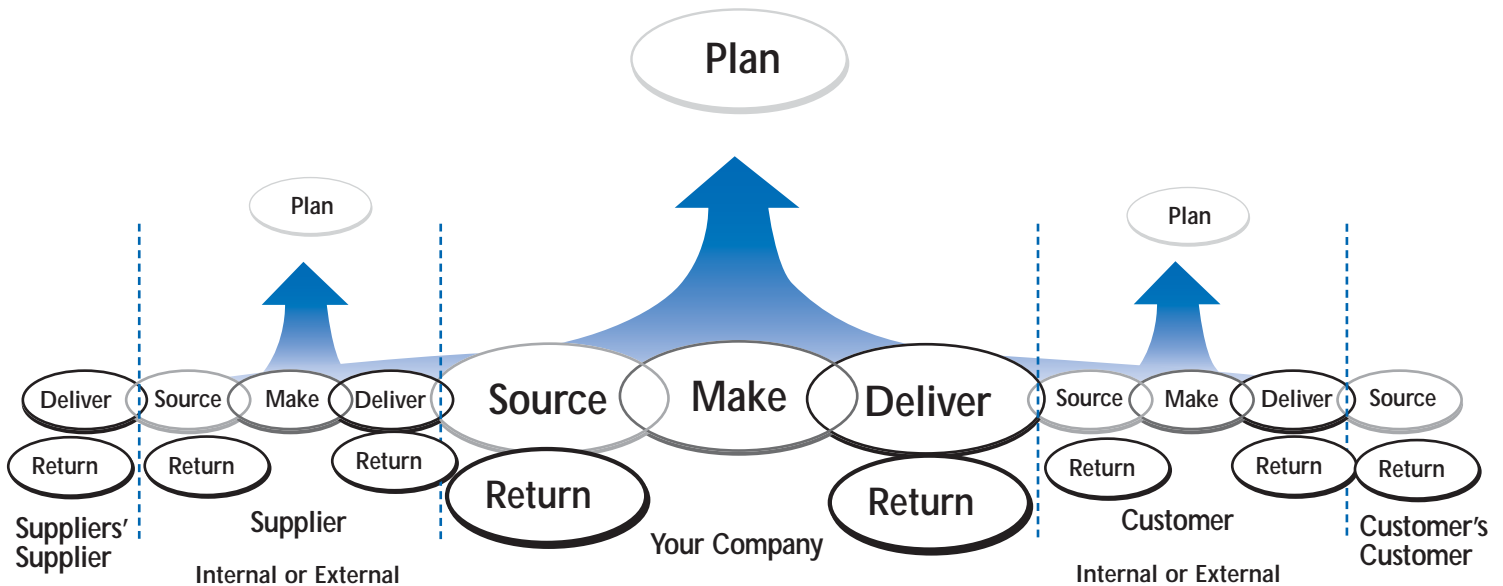 Plan
Plan
Plan
Deliver
Source
Make
Deliver
Source
Make
Deliver
Source
Make
Deliver
Source
Return
Return
Return
Return
Return
Return
Return
Return
Suppliers'
Supplier
Supplier
Internal or External
Your Company
Customer
Internal or External
Customer's
Customer